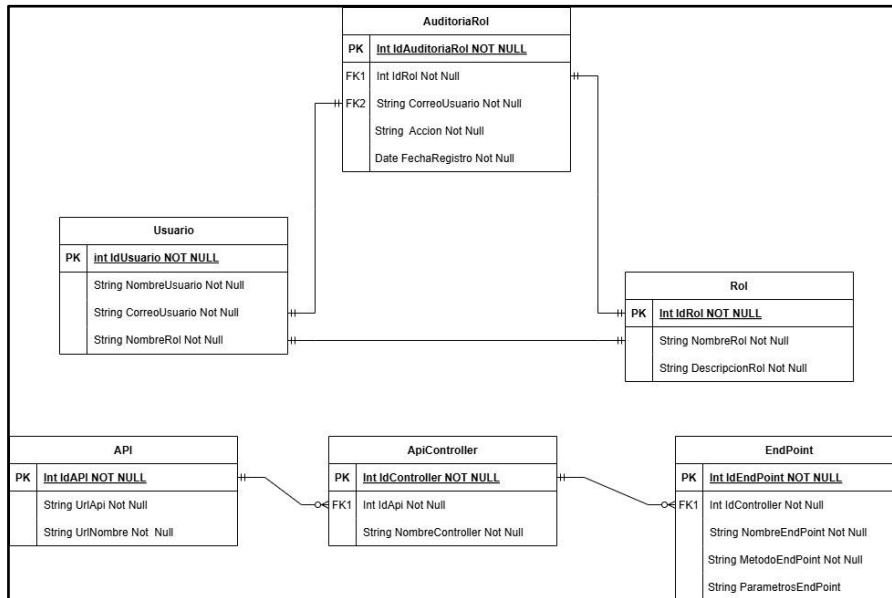 AuditoriaRol
PK Int IdAuditoriaRol NOT NULL
FK1 Int IdRol Not Null
FK2 String CorreoUsuario Not Null
String Accion Not Null
Date FechaRegistro Not Null
Usuario
PK int IdUsuario NOT NULL
String NombreUsuario Not Null
String CorreoUsuario Not Null
String NombreRol Not Null
Rol
PK Int IdRol NOT NULL
String NombreRol Not Null
String DescripcionRol Not Null
API
PK Int IdAPI NOT NULL
String UrlApi Not Null
String UrlNombre Not Null
ApiController
PK Int IdController NOT NULL
FK1 Int IdApi Not Null
String NombreController Not Null
EndPoint
PK Int IdEndPoint NOT NULL
FK1 Int IdController Not Null
String NombreEndPoint Not Null
String MetodoEndPoint Not Null
String ParametrosEndPoint